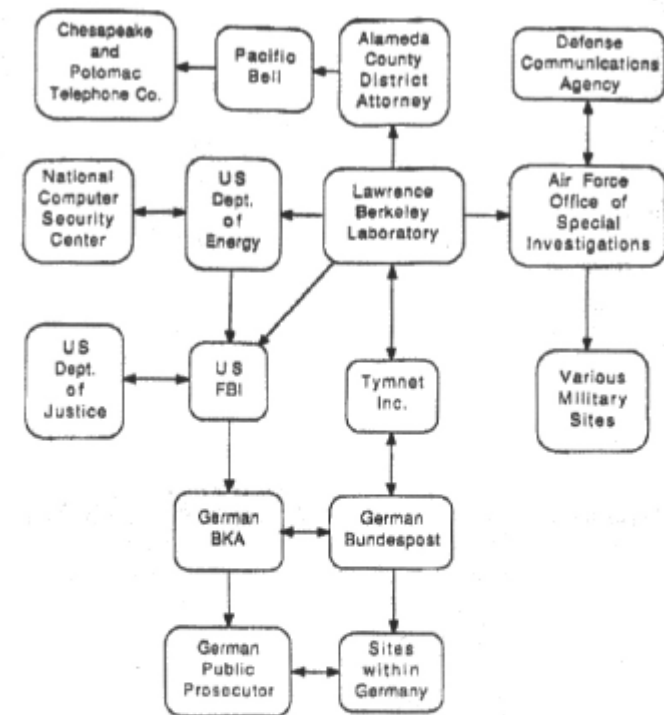 Chesapeake
and
Potomac
Telephone Co.
Pacific
Bell
Alameda
County
District
Attorney
Defense
Communications
Agency
National
Computer
Security
Center
US
Dept.
of
Energy
Lawrence
Berkeley
Laboratory
Air Force
Office of
Special
Investigations
US
Dept.
of
Justice
US
FBI
Tymnet
Inc.
Various
Military
Sites
German
BKA
German
Bundespost
German
Public
Prosecutor
Sites
within
Germany